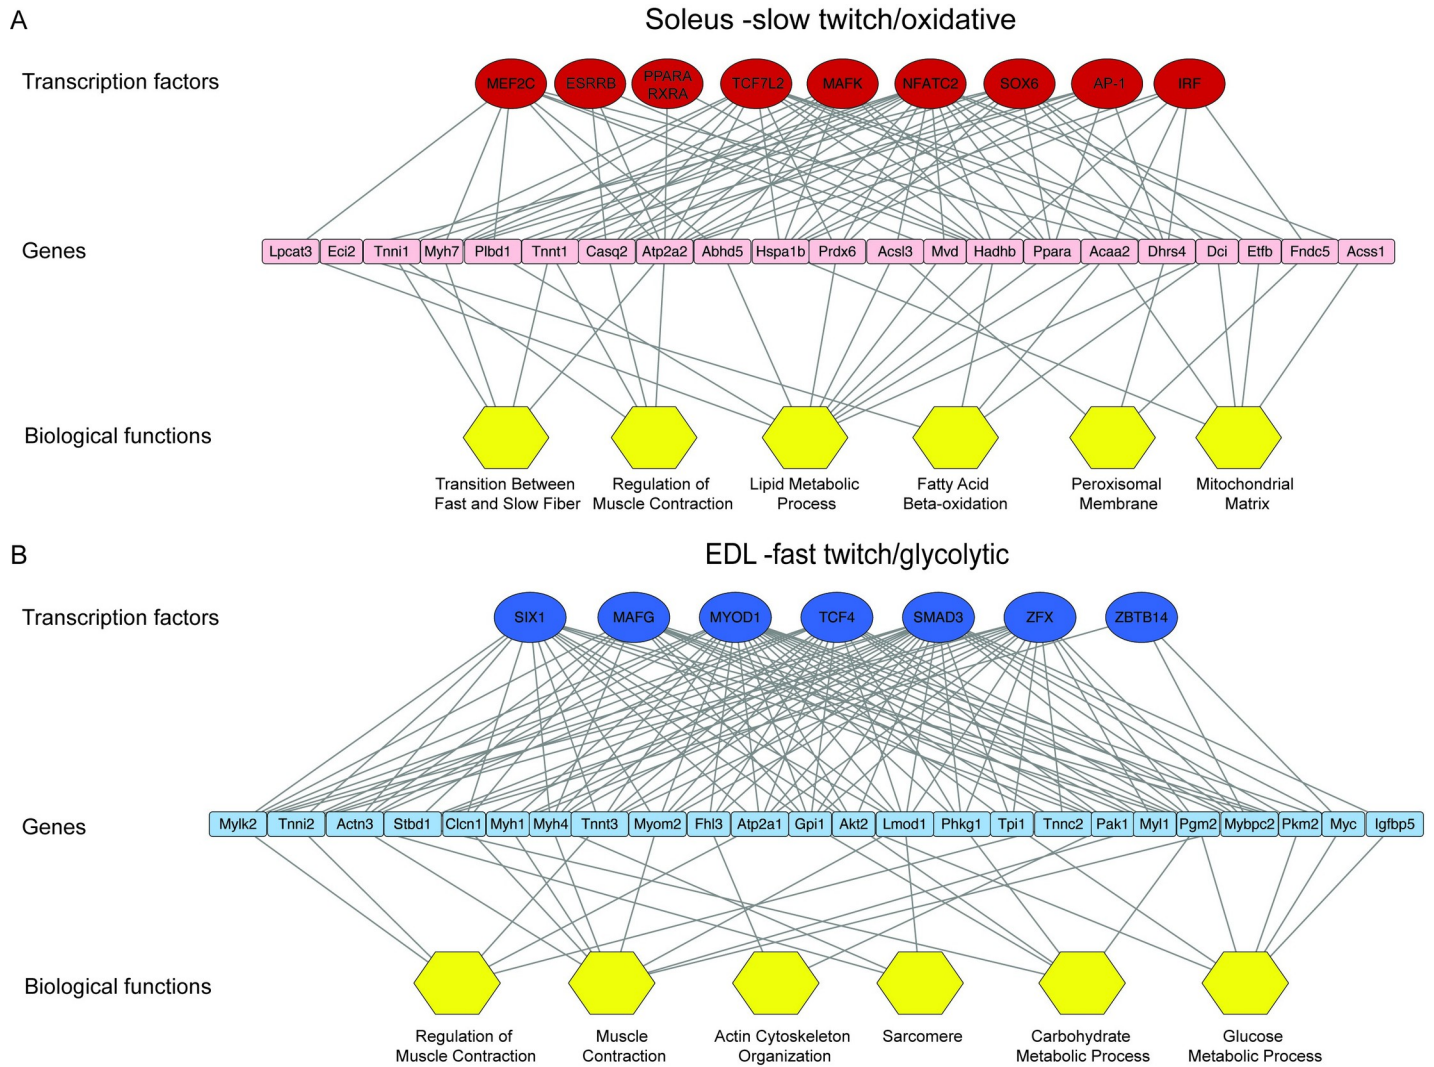 A
Soleus -slow twitch/oxidative
Transcription factors
MEF2C ESRRB PPARA RXRA TCF7L2 MAFK NFATC2 SOX6 AP-1 IRF
Genes
Lpcat3 Eci2 Tnni1 Myh7 Plbd1 Tnnt1 Casq2 Atp2a2 Abhd5 Hspa1b Prdx6 Acsl3 Mvd Hadhb Ppara Acaa2 Dhrs4 Dci Etfb Fndc5 Acss1
Biological functions
Transition Between
Fast and Slow Fiber
Regulation of
Muscle Contraction
Lipid Metabolic
Process
Fatty Acid
Beta-oxidation
Peroxisomal
Membrane
Mitochondrial
Matrix
B
EDL -fast twitch/glycolytic
Transcription factors
SIX1 MAFG MYOD1 TCF4 SMAD3 ZFX ZBTB14
Genes
Mylk2 Tnni2 Actn3 Stbd1 Clcn1 Myh1 Myh4 Tnnt3 Myom2 Fhl3 Atp2a1 Gpi1 Akt2 Lmod1 Phkg1 Tpi1 Tnnc2 Pak1 Myl1 Pgm2 Mybpc2 Pkm2 Myc Igfbp5
Biological functions
Regulation of
Muscle Contraction
Muscle
Contraction
Actin Cytoskeleton
Organization
Sarcomere
Carbohydrate
Metabolic Process
Glucose
Metabolic Process